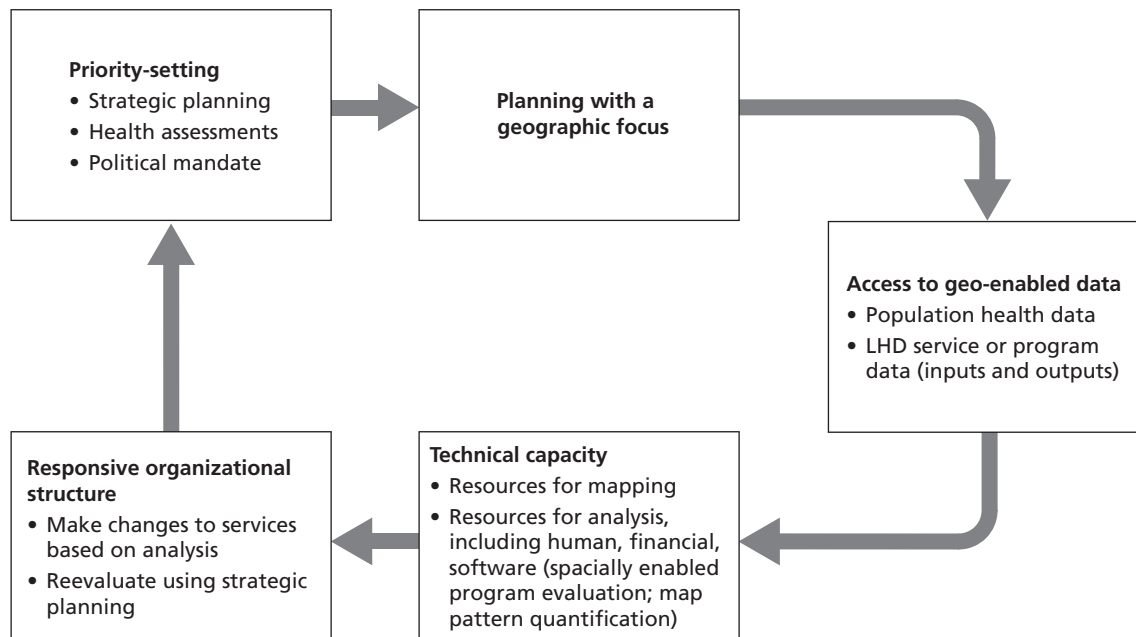 Priority-setting
• Strategic planning
• Health assessments
• Political mandate
Planning with a
geographic focus
Access to geo-enabled data
• Population health data
• LHD service or program
data (inputs and outputs)
Technical capacity
• Resources for mapping
• Resources for analysis,
including human, financial,
software (spacially enabled
program evaluation; map
pattern quantification)
Responsive organizational
structure
• Make changes to services
based on analysis
• Reevaluate using strategic
planning